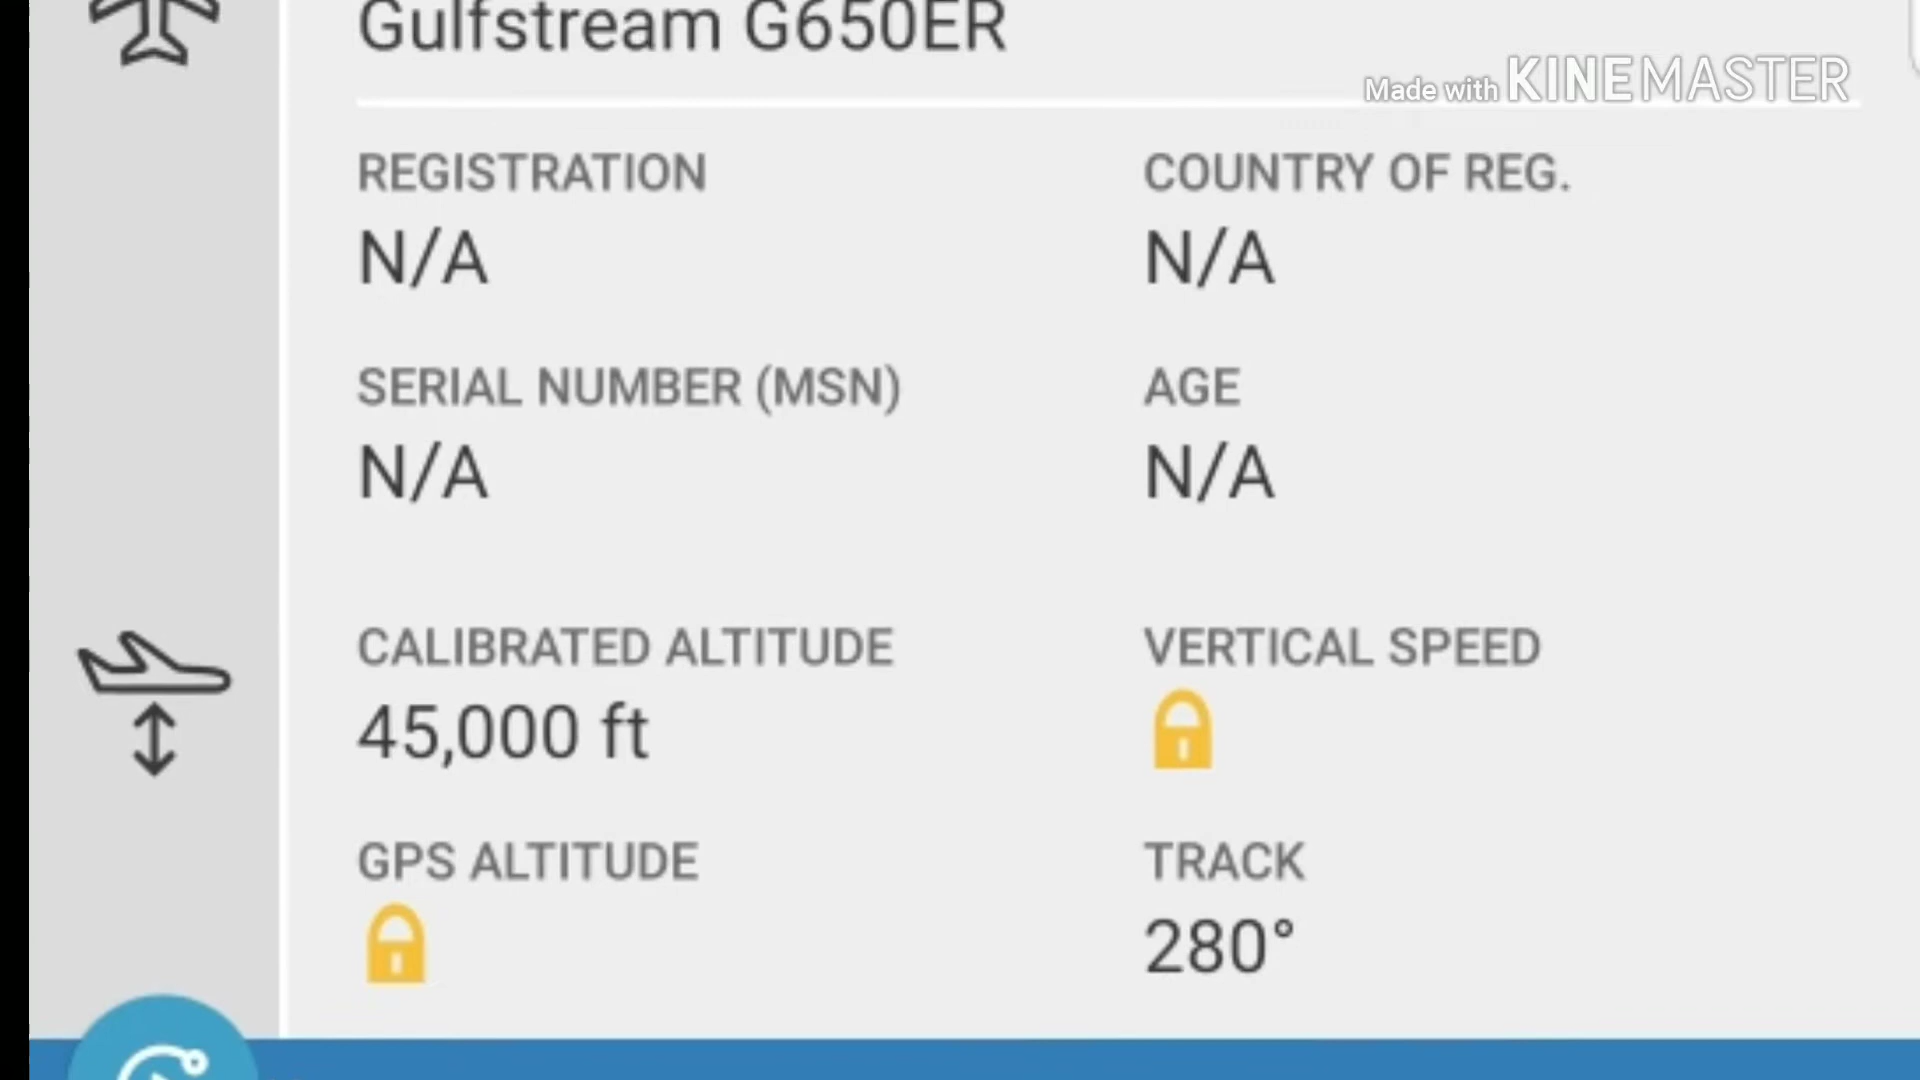 Gulfstream G650ER
Made with KINEMASTER
REGISTRATION
N/A
COUNTRY OF REG.
N/A
SERIAL NUMBER (MSN)
N/A
AGE
N/A
CALIBRATED ALTITUDE
45,000 ft
VERTICAL SPEED
GPS ALTITUDE
TRACK
280°